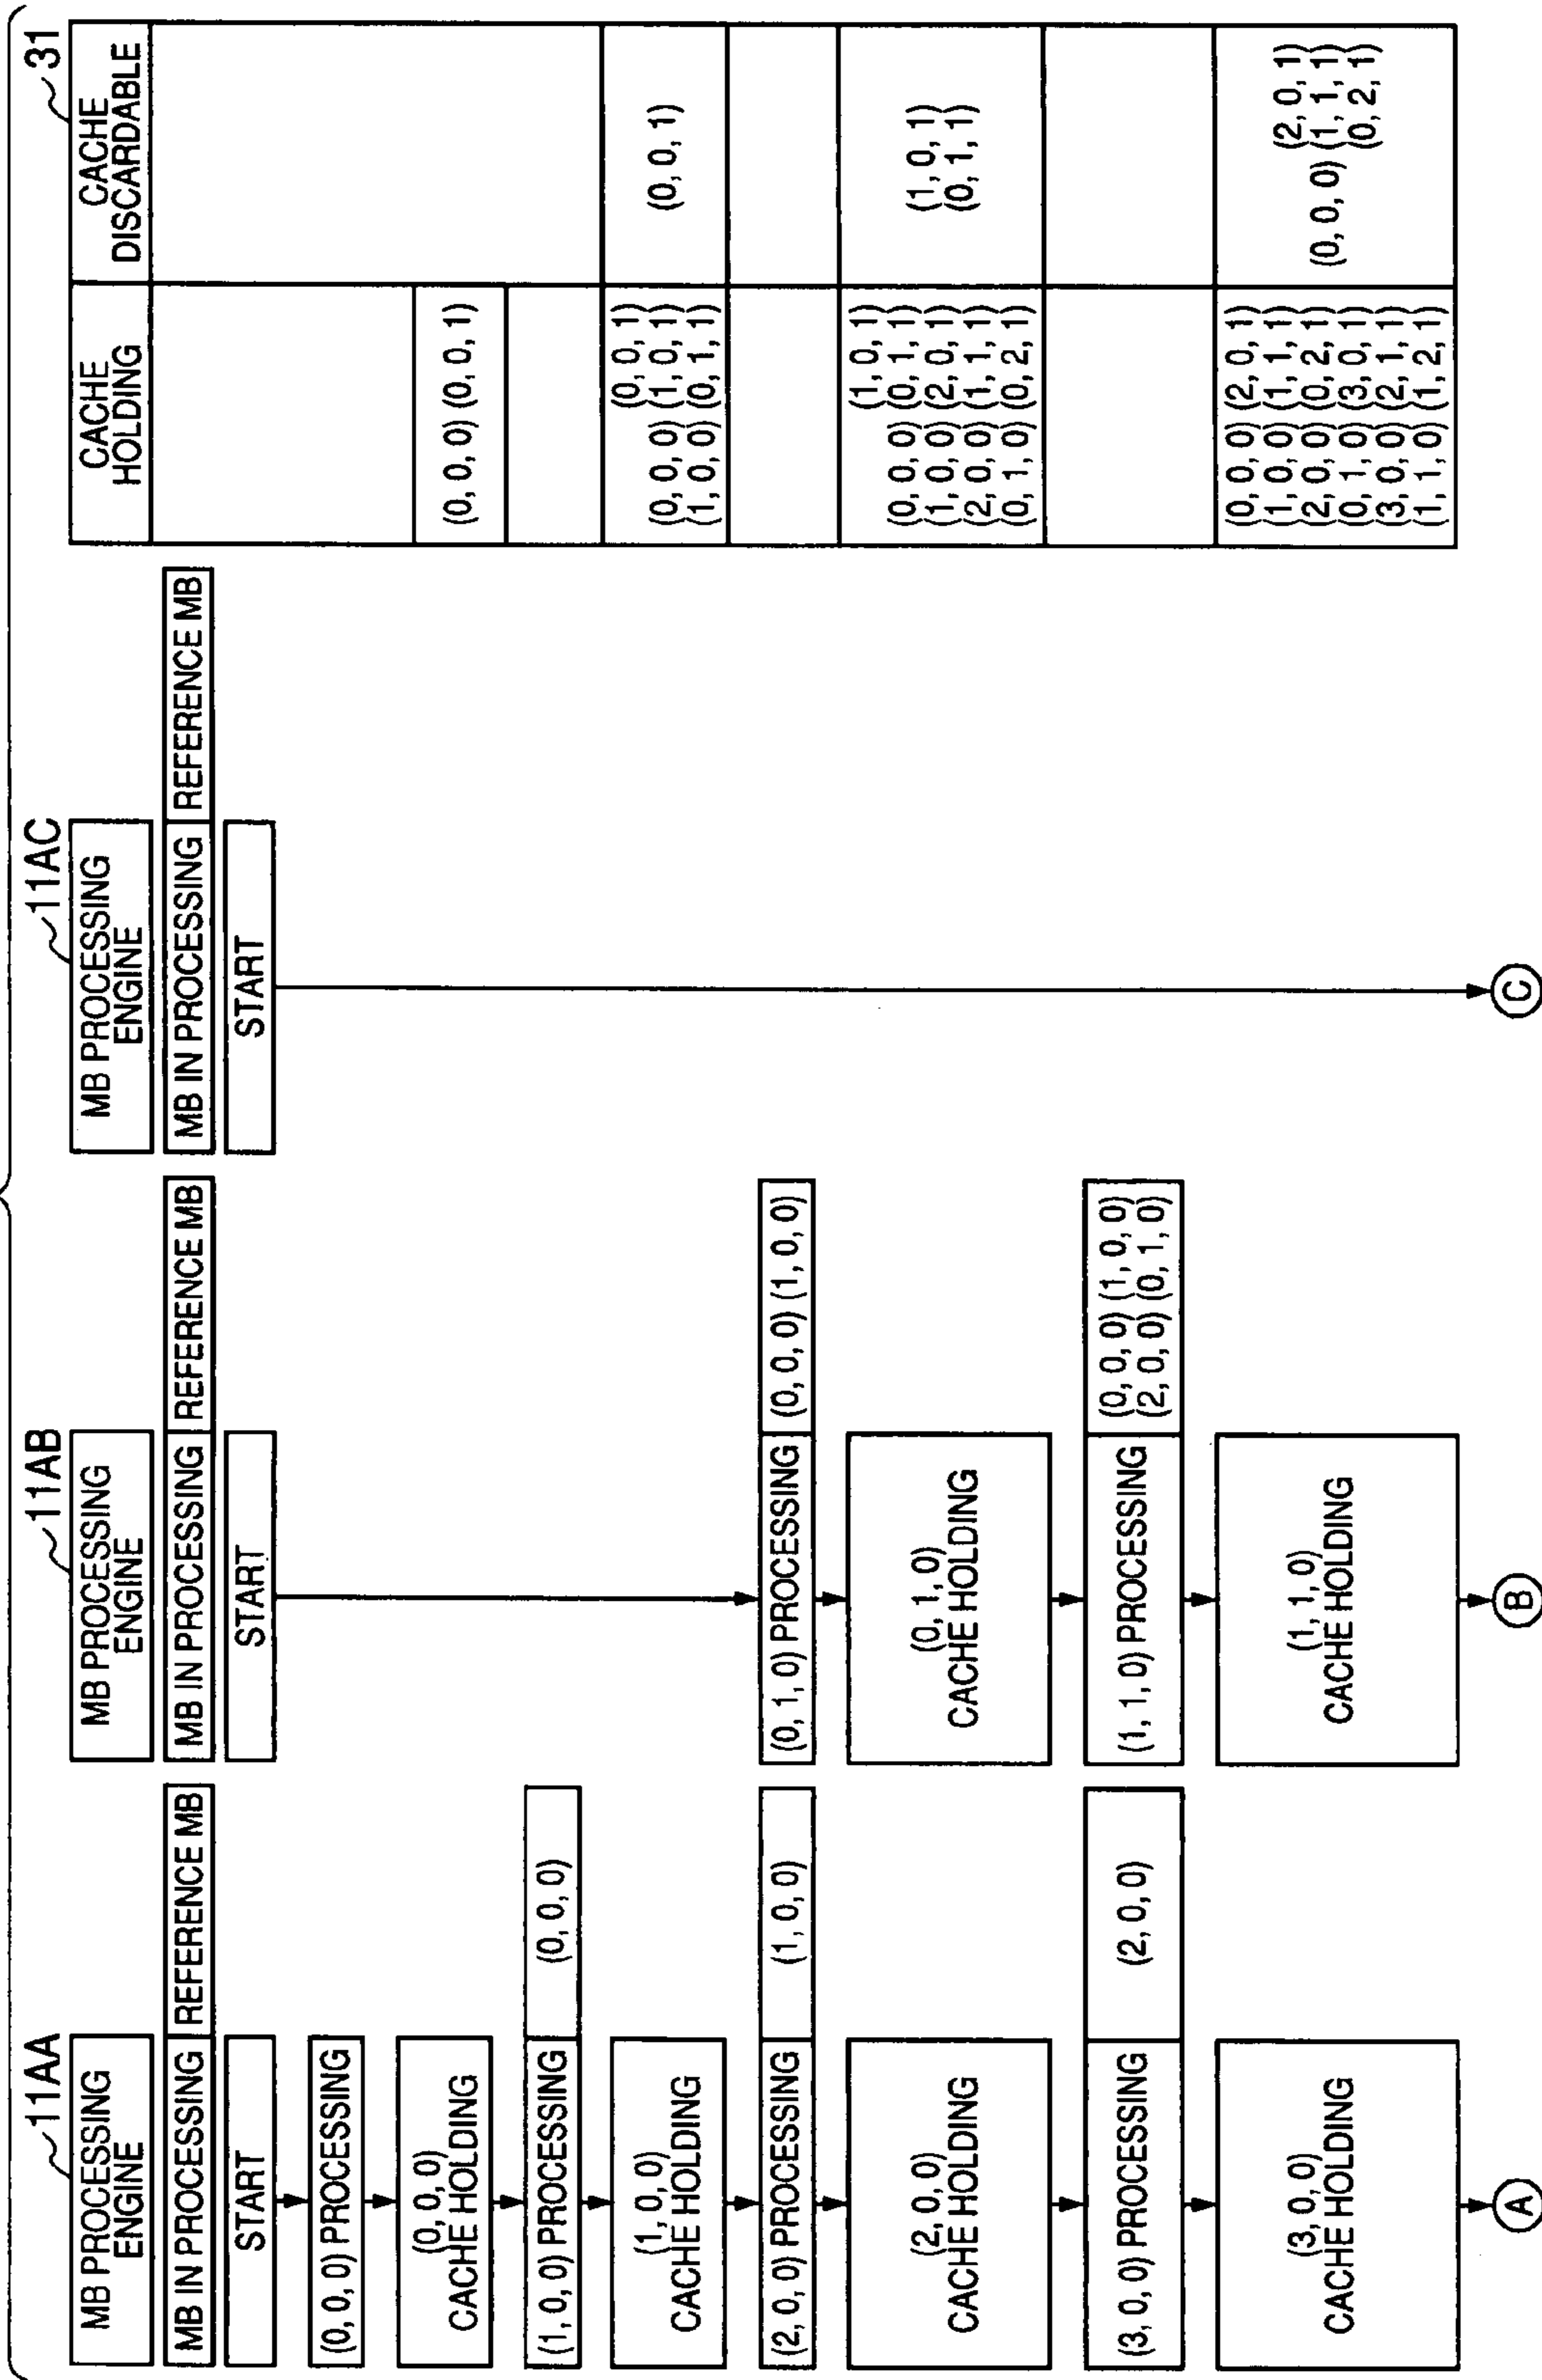 11AA
MB PROCESSING
ENGINE
MB IN PROCESSING REFERENCE MB
START
(0, 0, 0) PROCESSING
(0, 0, 0)
CACHE HOLDING
(1, 0, 0) PROCESSING (0, 0, 0)
(1, 0, 0)
CACHE HOLDING
(2, 0, 0) PROCESSING (1, 0, 0)
(2, 0, 0)
CACHE HOLDING
(3, 0, 0) PROCESSING (2, 0, 0)
(3, 0, 0)
CACHE HOLDING
A
11AB
MB PROCESSING
ENGINE
MB IN PROCESSING REFERENCE MB
START
(0, 1, 0) PROCESSING (0, 0, 0) (1, 0, 0)
(0, 1, 0)
CACHE HOLDING
(1, 1, 0) PROCESSING
(0, 0, 0) (1, 0, 0)
(2, 0, 0) (0, 1, 0)
(1, 1, 0)
CACHE HOLDING
B
11AC
MB PROCESSING
ENGINE
MB IN PROCESSING REFERENCE MB
START
C
31
CACHE
HOLDING
CACHE
DISCARDABLE
(0, 0, 0) (0, 0, 1)
(0, 0, 1)
(0, 0, 0) (1, 0, 1)
(1, 0, 0) (0, 1, 1)
(0, 0, 1)
(1, 0, 1)
(0, 0, 0) (0, 1, 1)
(1, 0, 0) (2, 0, 1)
(2, 0, 0) (1, 1, 1)
(0, 1, 0) (0, 2, 1)
(1, 0, 1)
(0, 1, 1)
(0, 0, 0) (2, 0, 1)
(1, 0, 0) (1, 1, 1)
(2, 0, 0) (0, 2, 1)
(0, 1, 0) (3, 0, 1)
(3, 0, 0) (2, 1, 1)
(1, 1, 0) (1, 2, 1)
(2, 0, 1)
(0, 0, 0) (1, 1, 1)
(0, 2, 1)